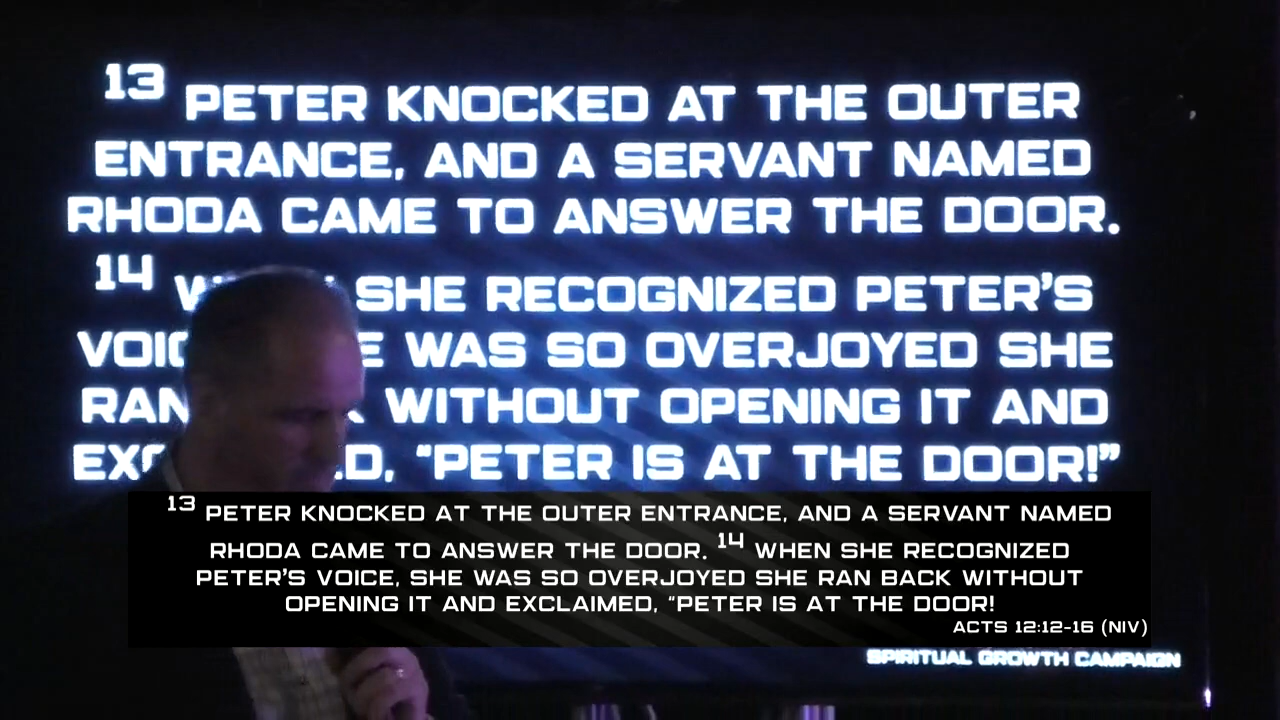 13 PETER KNOCKED AT THE OUTER
ENTRANCE, AND A SERVANT NAMED
RHODA CAME TO ANSWER THE DOOR.
14 SHE RECOGNIZED PETER'S
WAS SO OVERJOYED SHE
WITHOUT OPENING IT AND
"PETER IS AT THE DOOR!"
13 PETER KNOCKED AT THE OUTER ENTRANCE, AND A SERVANT NAMED
RHODA CAME TO ANSWER THE DOOR. 14 WHEN SHE RECOGNIZED
PETER'S VOICE, SHE WAS SO OVERJOYED SHE RAN BACK WITHOUT
OPENING IT AND EXCLAIMED, "PETER IS AT THE DOOR!
ACTS 12:12-16 (NIV)
SPIRITUAL GROWTH CAMPAIGN